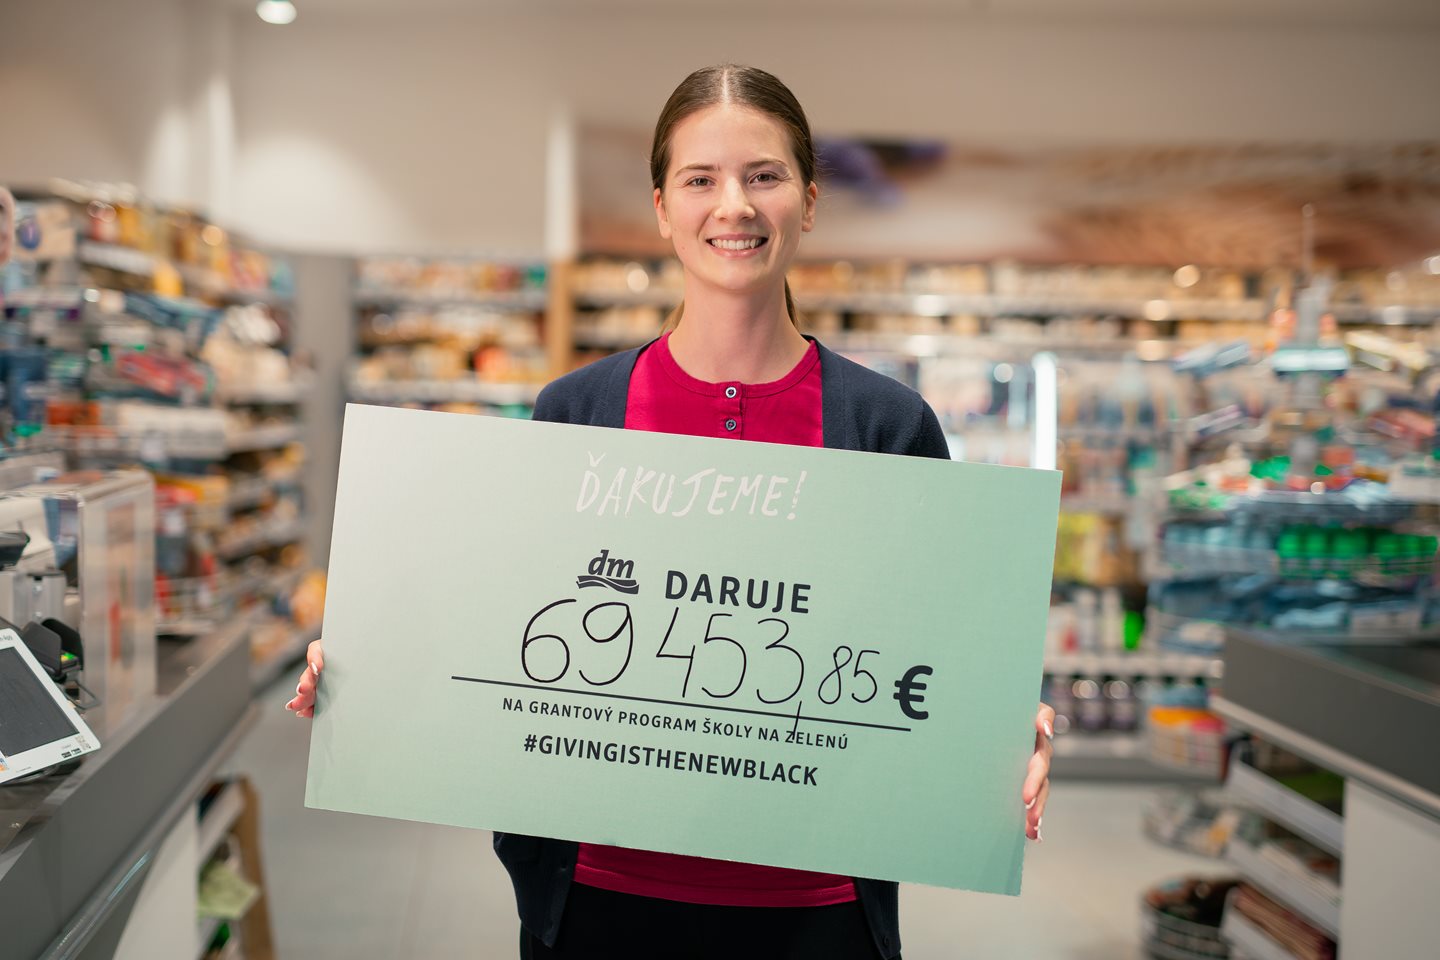 ĎAKUJEME!
dm DARUJE
69 453,85 €
NA GRANTOVÝ PROGRAM ŠKOLY NA ZELENÚ
#GIVINGISTHENEWBLACK